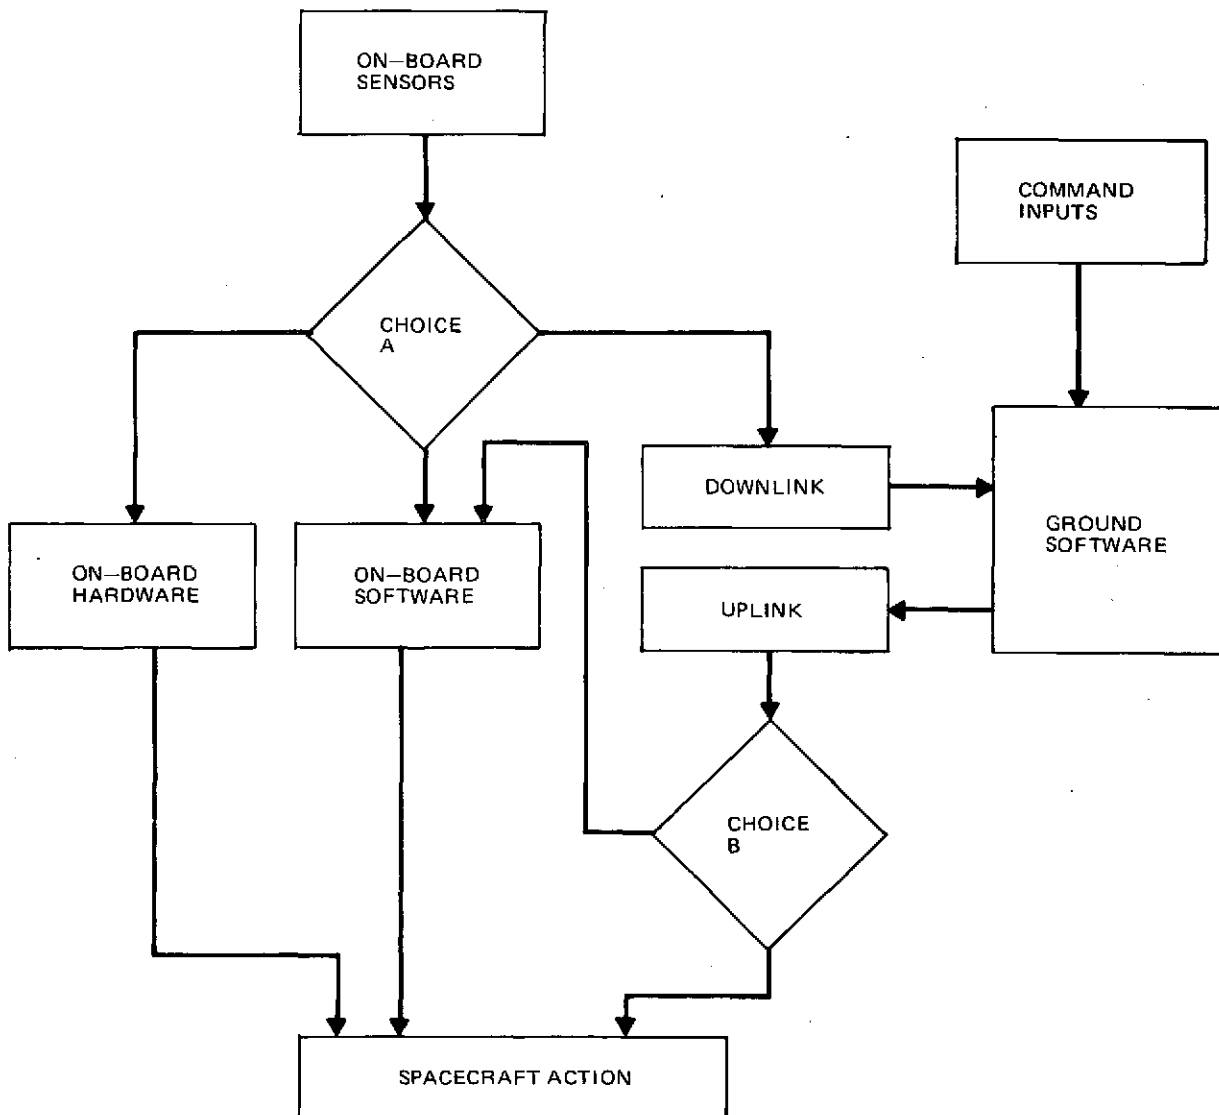 ON—BOARD
SENSORS
COMMAND
INPUTS
CHOICE
A
DOWNLINK
GROUND
SOFTWARE
ON—BOARD
HARDWARE
ON—BOARD
SOFTWARE
UPLINK
CHOICE
B
SPACECRAFT ACTION